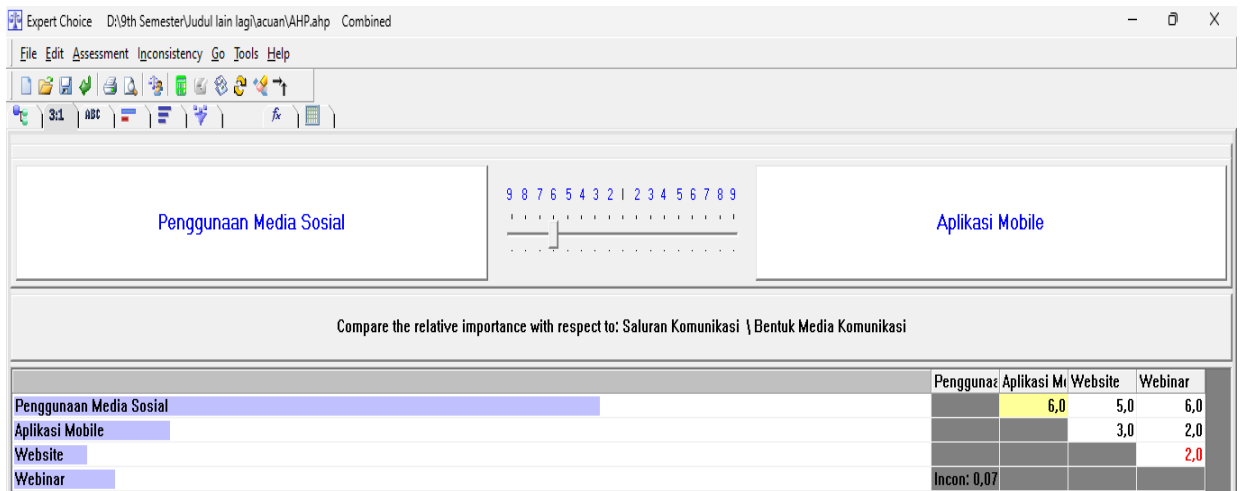 Expert Choice D:\9th Semester\Judul lain lagi\acuan\AHP.ahp Combined
File Edit Assessment Inconsistency Go Tools Help
3:1 ABC fx
9 8 7 6 5 4 3 2 1 2 3 4 5 6 7 8 9
Penggunaan Media Sosial Aplikasi Mobile
Compare the relative importance with respect to: Saluran Komunikasi \ Bentuk Media Komunikasi
Penggunaa Aplikasi Mo Website Webinar
Penggunaan Media Sosial 6,0 5,0 6,0
Aplikasi Mobile 3,0 2,0
Website 2,0
Webinar Incon: 0,07